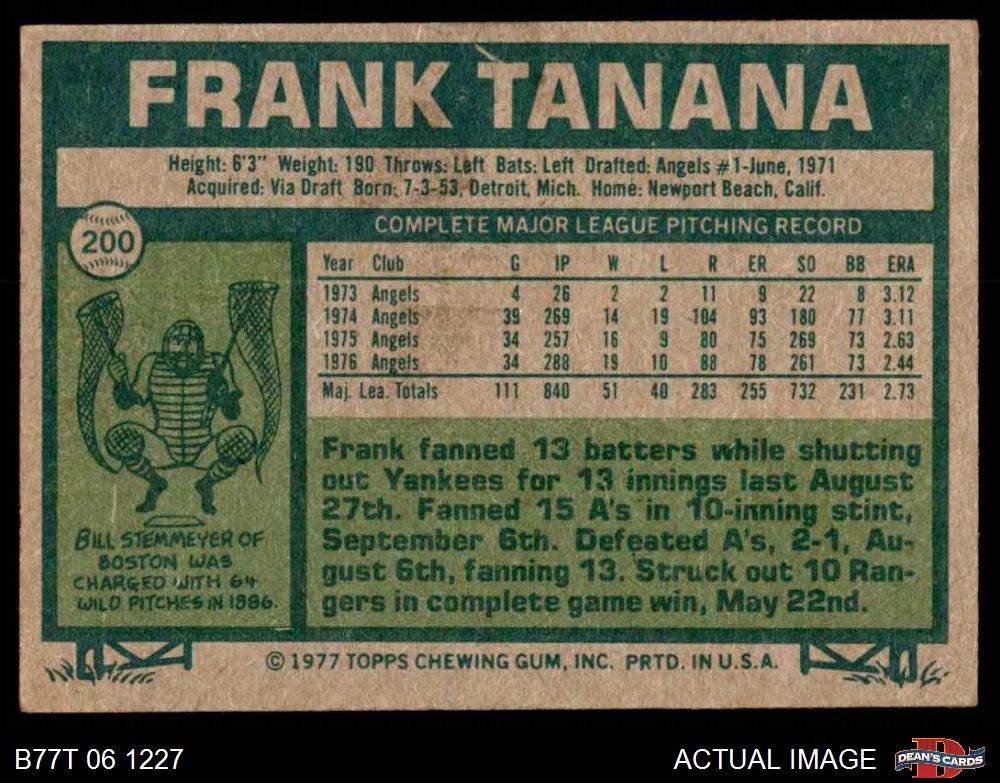 FRANK TANANA
Height: 6'3" Weight: 190 Throws: Left Bats: Left Drafted: Angels #1-June, 1971
Acquired: Via Draft Born: 7-3-53, Detroit, Mich. Home: Newport Beach, Calif.
200
COMPLETE MAJOR LEAGUE PITCHING RECORD
Year Club G IP W L R ER SO BB ERA
1973 Angels 4 26 2 2 11 9 22 8 3.12
1974 Angels 39 269 14 19 104 93 180 77 3.11
1975 Angels 34 257 16 9 80 75 269 73 2.63
1976 Angels 34 288 19 10 88 78 261 73 2.44
Maj. Lea. Totals 111 840 51 40 283 255 732 231 2.73
BILL STEMMEYER OF
BOSTON WAS
CHARGED WITH 64
WILD PITCHES IN 1886.
Frank fanned 13 batters while shutting
out Yankees for 13 innings last August
27th. Fanned 15 A's in 10-inning stint,
September 6th. Defeated A's, 2-1, Au-
gust 6th, fanning 13. Struck out 10 Ran-
gers in complete game win, May 22nd.
© 1977 TOPPS CHEWING GUM, INC. PRTD. IN U.S.A.
B77T 06 1227
ACTUAL IMAGE
DEAN'S CARDS